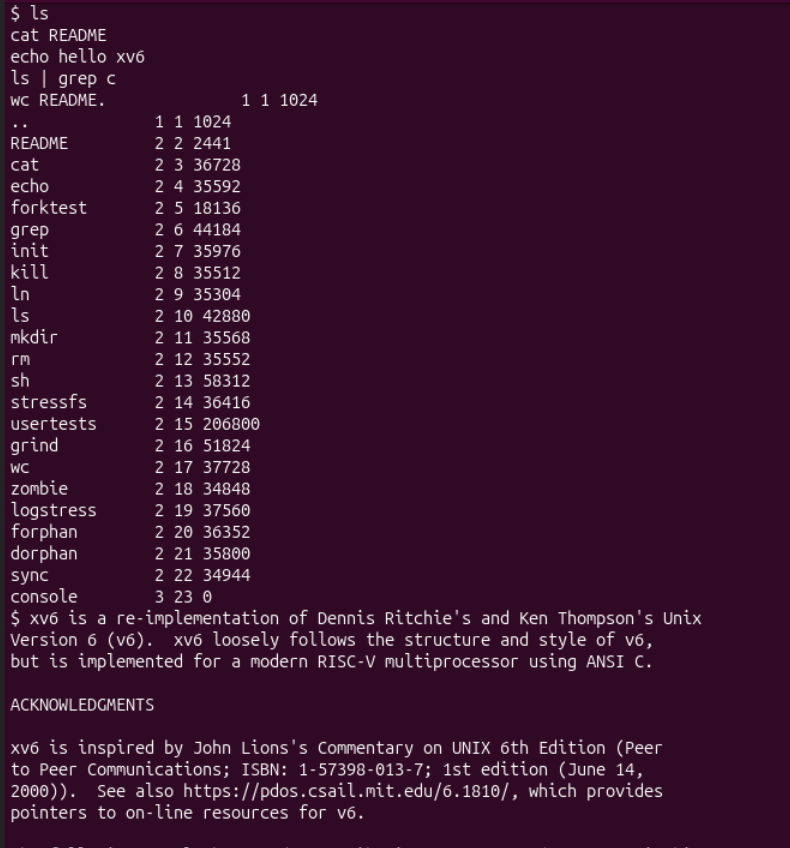 $ ls
cat README
echo hello xv6
ls | grep c
wc README.              1 1 1024
..             1 1 1024
README         2 2 2441
cat            2 3 36728
echo           2 4 35592
forktest       2 5 18136
grep           2 6 44184
init           2 7 35976
kill           2 8 35512
ln             2 9 35304
ls             2 10 42880
mkdir          2 11 35568
rm             2 12 35552
sh             2 13 58312
stressfs       2 14 36416
usertests      2 15 206800
grind          2 16 51824
wc             2 17 37728
zombie         2 18 34848
logstress      2 19 37560
forphan        2 20 36352
dorphan        2 21 35800
sync           2 22 34944
console        3 23 0
$ xv6 is a re-implementation of Dennis Ritchie's and Ken Thompson's Unix
Version 6 (v6).  xv6 loosely follows the structure and style of v6,
but is implemented for a modern RISC-V multiprocessor using ANSI C.

ACKNOWLEDGMENTS

xv6 is inspired by John Lions's Commentary on UNIX 6th Edition (Peer
to Peer Communications; ISBN: 1-57398-013-7; 1st edition (June 14,
2000)).  See also https://pdos.csail.mit.edu/6.1810/, which provides
pointers to on-line resources for v6.